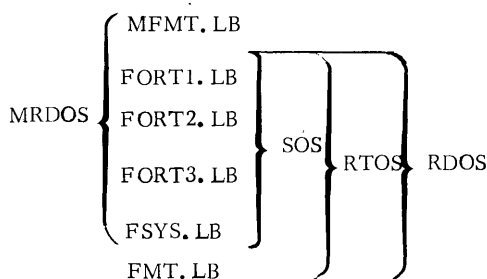 MFMT. LB
FORT1. LB
MRDOS
FORT2. LB
SOS
RTOS
RDOS
FORT3. LB
FSYS. LB
FMT. LB